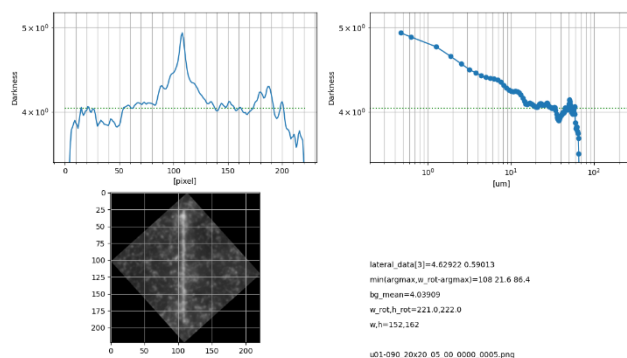 5 × 10⁰
4 × 10⁰
Darkness
0 50 100 150 200
[pixel]
5 × 10⁰
4 × 10⁰
Darkness
10⁰ 10¹ 10²
[um]
0
25
50
75
100
125
150
175
200
0 50 100 150 200
lateral_data[3]=4.62922 0.59013
min(argmax,w_rot-argmax)=108 21.6 86.4
bg_mean=4.03909
w_rot,h_rot=221.0,222.0
w,h=152,162
u01-090_20x20_05_00_0000_0005.png